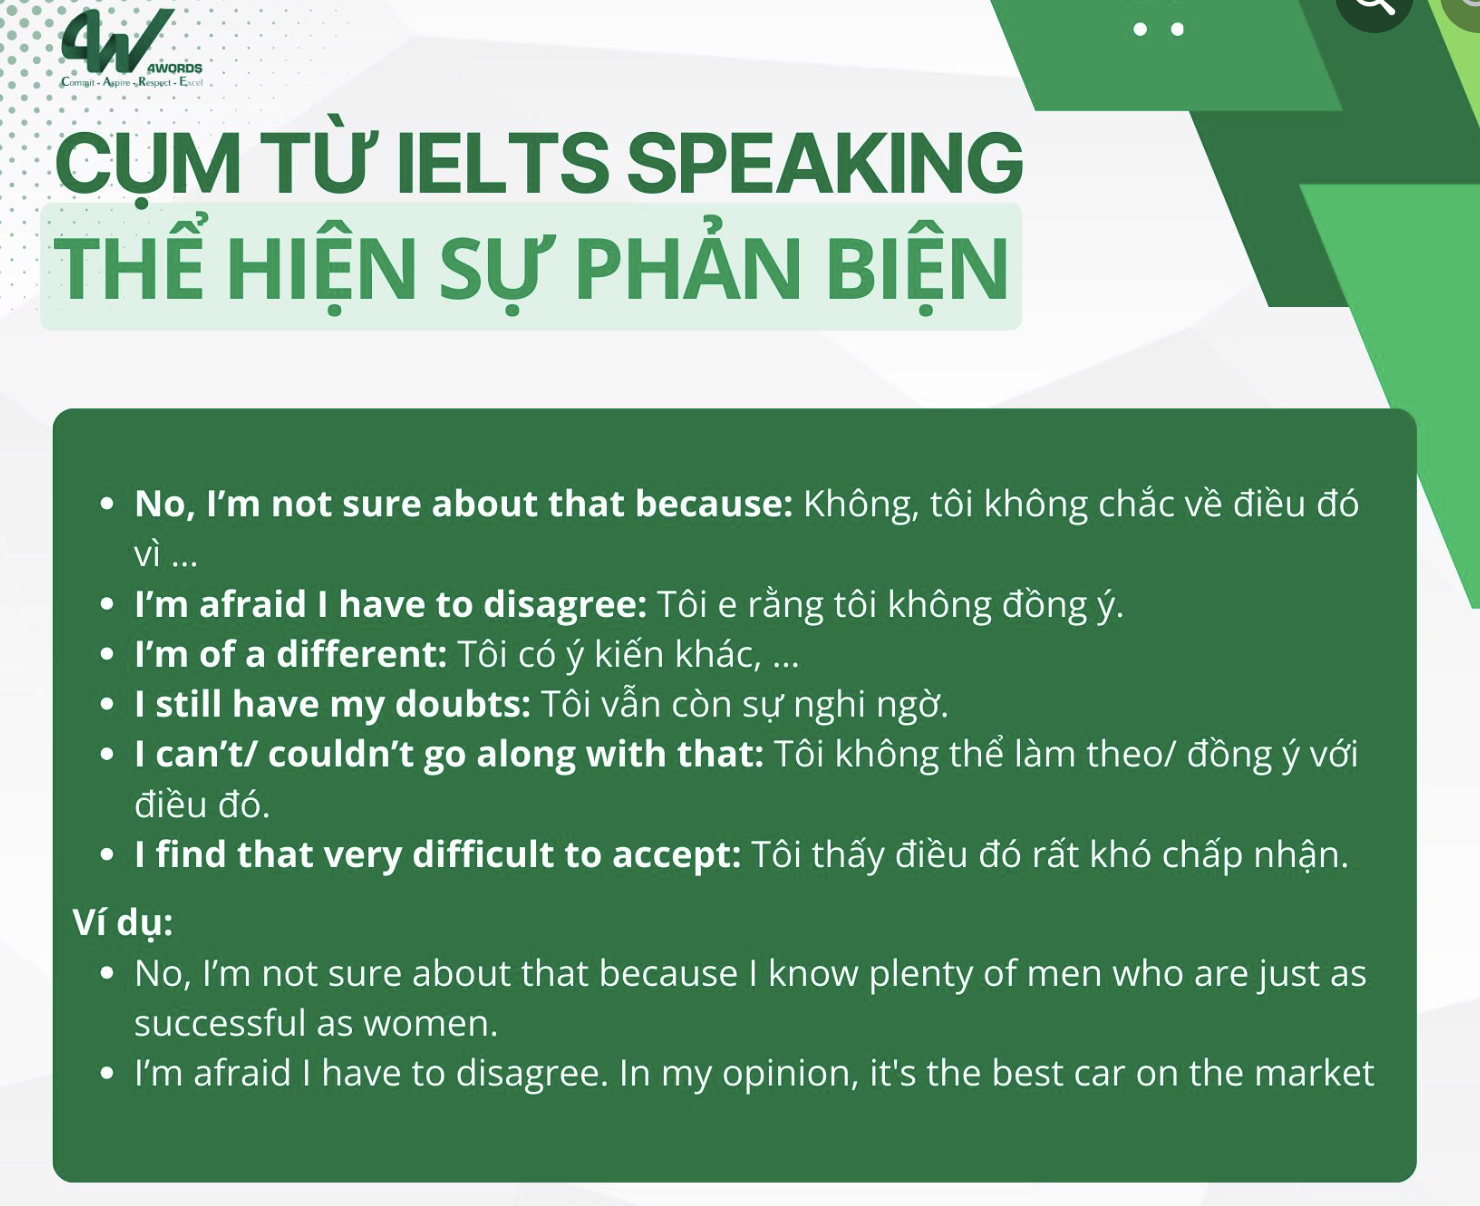 4W
4WORDS
Commit - Aspire - Respect - Excel
CỤM TỪ IELTS SPEAKING
THỂ HIỆN SỰ PHẢN BIỆN
• No, I’m not sure about that because: Không, tôi không chắc về điều đó
vì ...
• I’m afraid I have to disagree: Tôi e rằng tôi không đồng ý.
• I’m of a different: Tôi có ý kiến khác, ...
• I still have my doubts: Tôi vẫn còn sự nghi ngờ.
• I can’t/ couldn’t go along with that: Tôi không thể làm theo/ đồng ý với
điều đó.
• I find that very difficult to accept: Tôi thấy điều đó rất khó chấp nhận.
Ví dụ:
• No, I’m not sure about that because I know plenty of men who are just as
successful as women.
• I’m afraid I have to disagree. In my opinion, it's the best car on the market